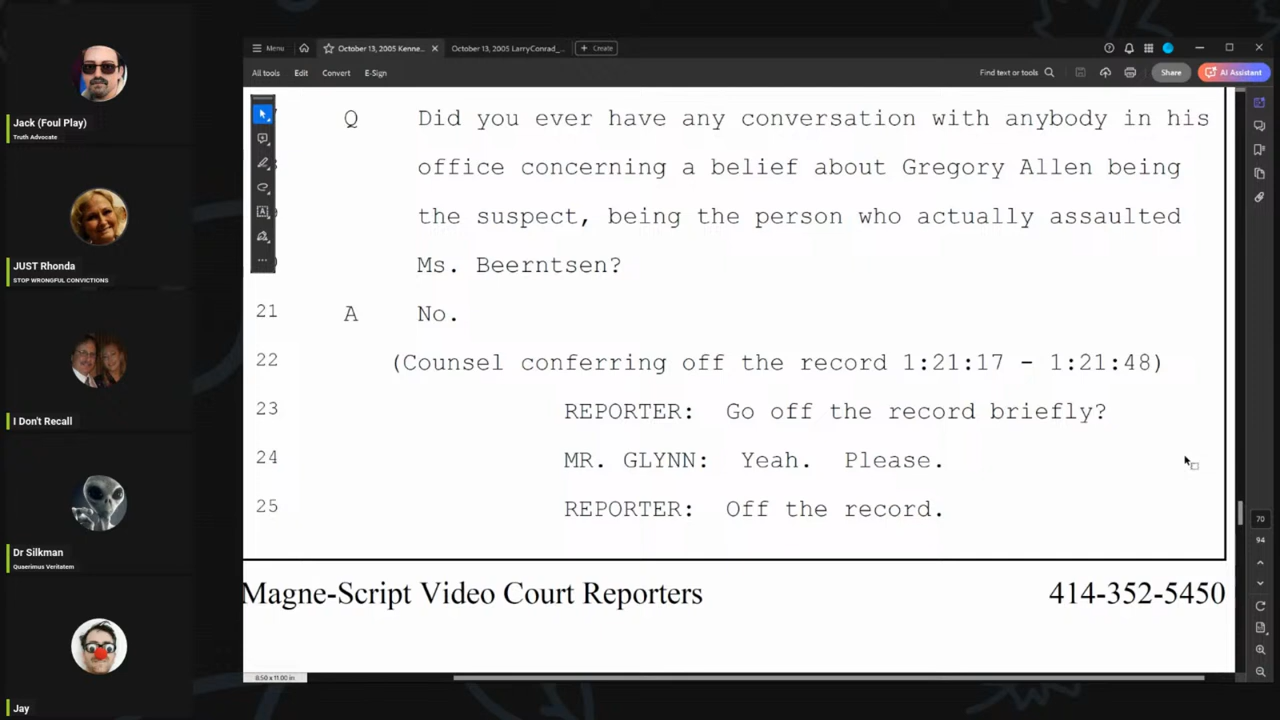 Jack (Foul Play)
Truth Advocate
JUST Rhonda
STOP WRONGFUL CONVICTIONS
I Don't Recall
Dr Silkman
Quaerimus Veritatem
Jay
Menu
October 13, 2005 Kenne...
October 13, 2005 LarryConrad_...
+ Create
All tools
Edit
Convert
E-Sign
Find text or tools
Share
AI Assistant
Q Did you ever have any conversation with anybody in his
office concerning a belief about Gregory Allen being
the suspect, being the person who actually assaulted
Ms. Beerntsen?
21 A No.
22 (Counsel conferring off the record 1:21:17 - 1:21:48)
23 REPORTER: Go off the record briefly?
24 MR. GLYNN: Yeah. Please.
25 REPORTER: Off the record.
Magne-Script Video Court Reporters 414-352-5450
70
94
8.50 x 11.00 in